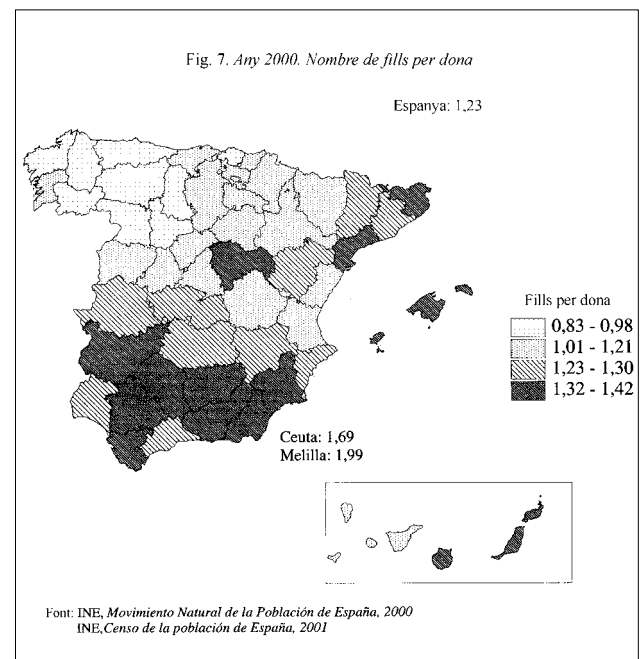 Fig. 7. Any 2000. Nombre de fills per dona
Espanya: 1,23
Fills per dona
0,83 - 0,98
1,01 - 1,21
1,23 - 1,30
1,32 - 1,42
Ceuta: 1,69
Melilla: 1,99
Font: INE, Movimiento Natural de la Población de España, 2000
INE,Censo de la población de España, 2001